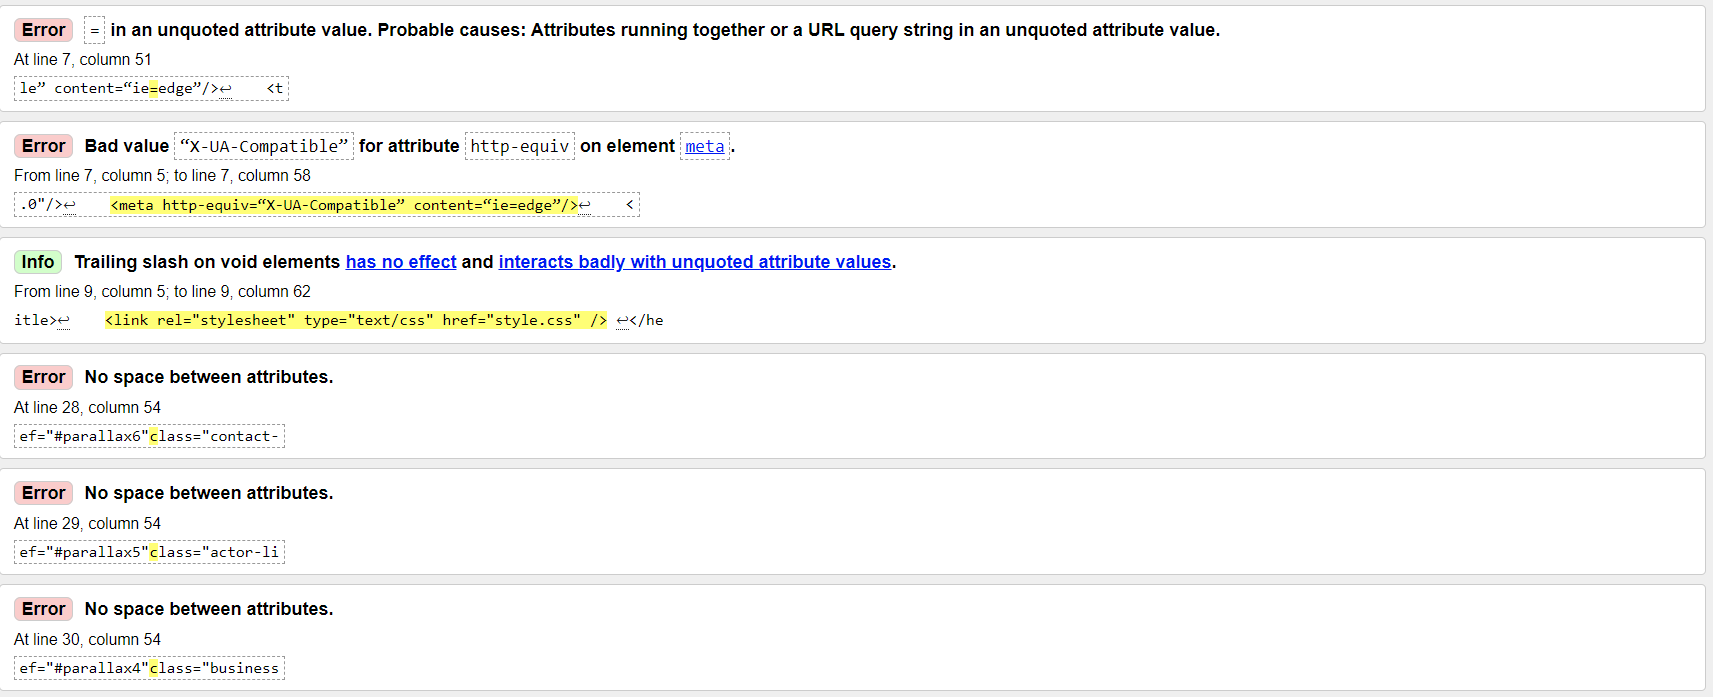 Error = in an unquoted attribute value. Probable causes: Attributes running together or a URL query string in an unquoted attribute value.
At line 7, column 51
le” content=“ie=edge”/>↩    <t
Error Bad value “X-UA-Compatible” for attribute http-equiv on element meta.
From line 7, column 5; to line 7, column 58
.0"/>↩    <meta http-equiv=“X-UA-Compatible” content=“ie=edge”/>↩    <
Info Trailing slash on void elements has no effect and interacts badly with unquoted attribute values.
From line 9, column 5; to line 9, column 62
itle>↩    <link rel="stylesheet" type="text/css" href="style.css" /> ↩</he
Error No space between attributes.
At line 28, column 54
ef="#parallax6"class="contact-
Error No space between attributes.
At line 29, column 54
ef="#parallax5"class="actor-li
Error No space between attributes.
At line 30, column 54
ef="#parallax4"class="business